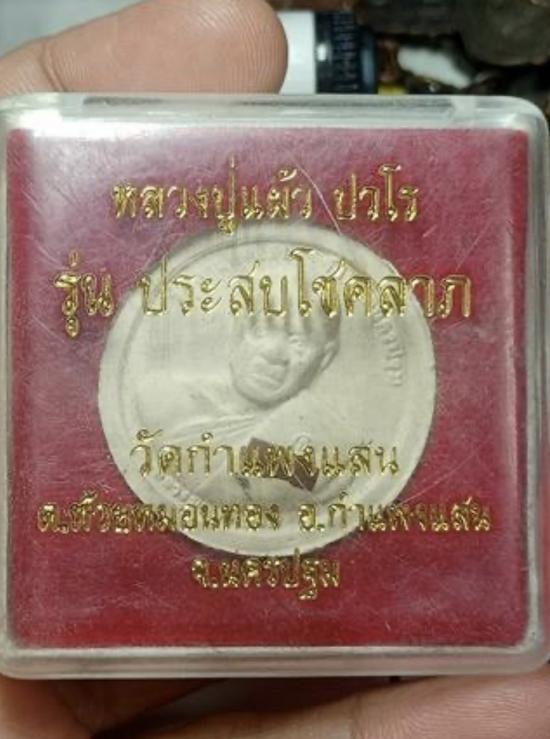 หลวงปู่แผ้ว ปวโร
รุ่น ประสบโชคลาภ
วัดกำแพงแสน
ต.ห้วยหมอนทอง อ.กำแพงแสน
จ.นครปฐม